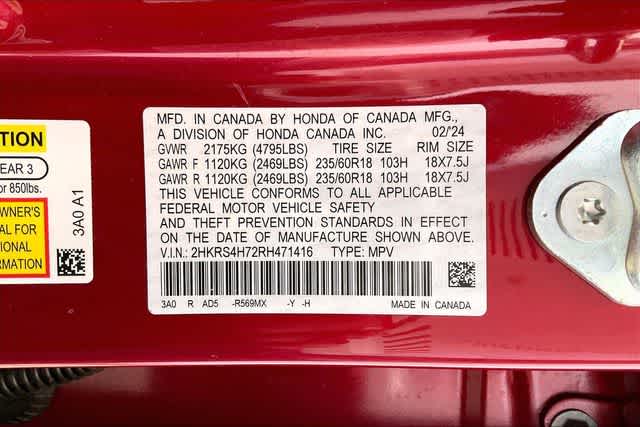 TION
EAR 3
or 850lbs.
WNER'S
AL FOR
TIONAL
MATION
3A0 A1
MFD. IN CANADA BY HONDA OF CANADA MFG.,
A DIVISION OF HONDA CANADA INC. 02/24
GVWR 2175KG (4795LBS) TIRE SIZE RIM SIZE
GAWR F 1120KG (2469LBS) 235/60R18 103H 18X7.5J
GAWR R 1120KG (2469LBS) 235/60R18 103H 18X7.5J
THIS VEHICLE CONFORMS TO ALL APPLICABLE
FEDERAL MOTOR VEHICLE SAFETY
AND THEFT PREVENTION STANDARDS IN EFFECT
ON THE DATE OF MANUFACTURE SHOWN ABOVE.
V.I.N.: 2HKRS4H72RH471416 TYPE: MPV
3A0 R AD5 -R569MX -Y -H MADE IN CANADA